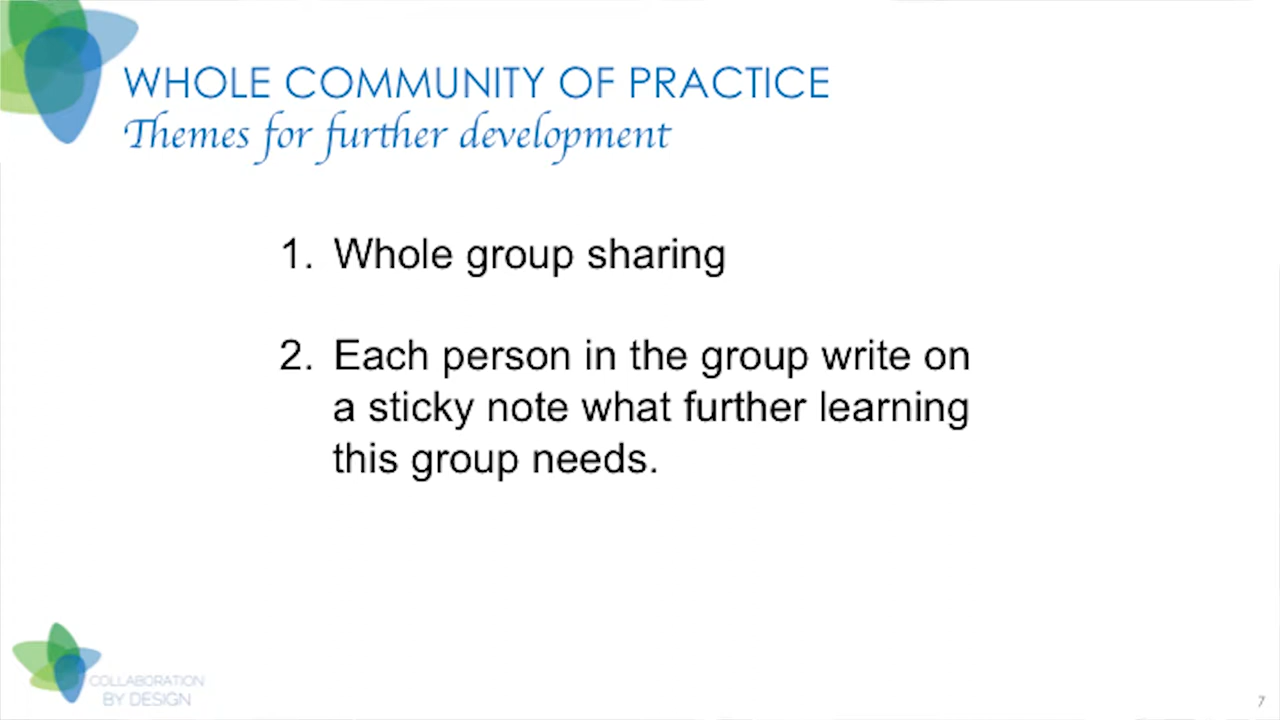 WHOLE COMMUNITY OF PRACTICE
Themes for further development
1. Whole group sharing
2. Each person in the group write on
a sticky note what further learning
this group needs.
COLLABORATION
BY DESIGN
7